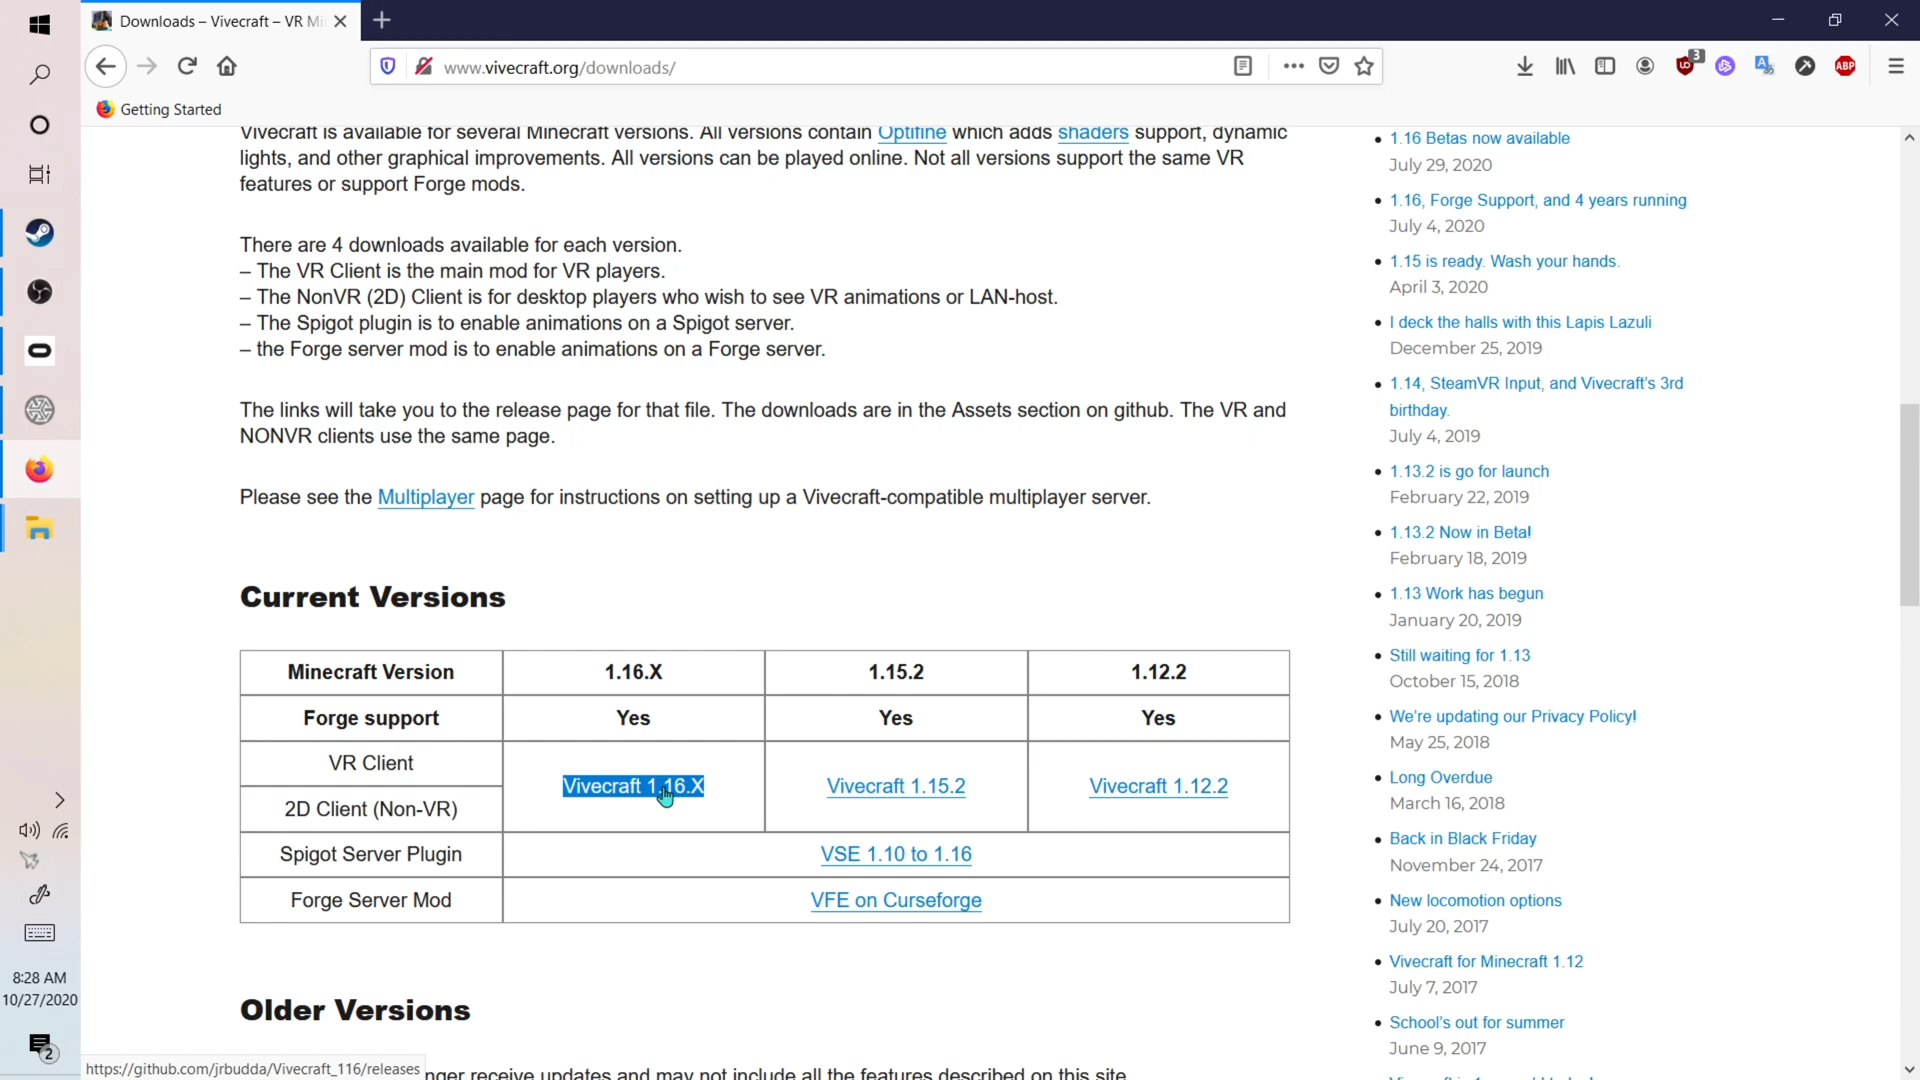 Downloads – Vivecraft – VR Mi
www.vivecraft.org/downloads/
3
ABP
Getting Started
Vivecraft is available for several Minecraft versions. All versions contain Optifine which adds shaders support, dynamic
lights, and other graphical improvements. All versions can be played online. Not all versions support the same VR
features or support Forge mods.
There are 4 downloads available for each version.
– The VR Client is the main mod for VR players.
– The NonVR (2D) Client is for desktop players who wish to see VR animations or LAN-host.
– The Spigot plugin is to enable animations on a Spigot server.
– the Forge server mod is to enable animations on a Forge server.
The links will take you to the release page for that file. The downloads are in the Assets section on github. The VR and
NONVR clients use the same page.
Please see the Multiplayer page for instructions on setting up a Vivecraft-compatible multiplayer server.
Current Versions
Minecraft Version 1.16.X 1.15.2 1.12.2
Forge support Yes Yes Yes
VR Client
Vivecraft 1.16.X Vivecraft 1.15.2 Vivecraft 1.12.2
2D Client (Non-VR)
Spigot Server Plugin VSE 1.10 to 1.16
Forge Server Mod VFE on Curseforge
Older Versions
nger receive updates and may not include all the features described on this site.
1.16 Betas now available
July 29, 2020
1.16, Forge Support, and 4 years running
July 4, 2020
1.15 is ready. Wash your hands.
April 3, 2020
I deck the halls with this Lapis Lazuli
December 25, 2019
1.14, SteamVR Input, and Vivecraft's 3rd
birthday.
July 4, 2019
1.13.2 is go for launch
February 22, 2019
1.13.2 Now in Beta!
February 18, 2019
1.13 Work has begun
January 20, 2019
Still waiting for 1.13
October 15, 2018
We're updating our Privacy Policy!
May 25, 2018
Long Overdue
March 16, 2018
Back in Black Friday
November 24, 2017
New locomotion options
July 20, 2017
Vivecraft for Minecraft 1.12
July 7, 2017
School's out for summer
June 9, 2017
8:28 AM
10/27/2020
2
https://github.com/jrbudda/Vivecraft_116/releases